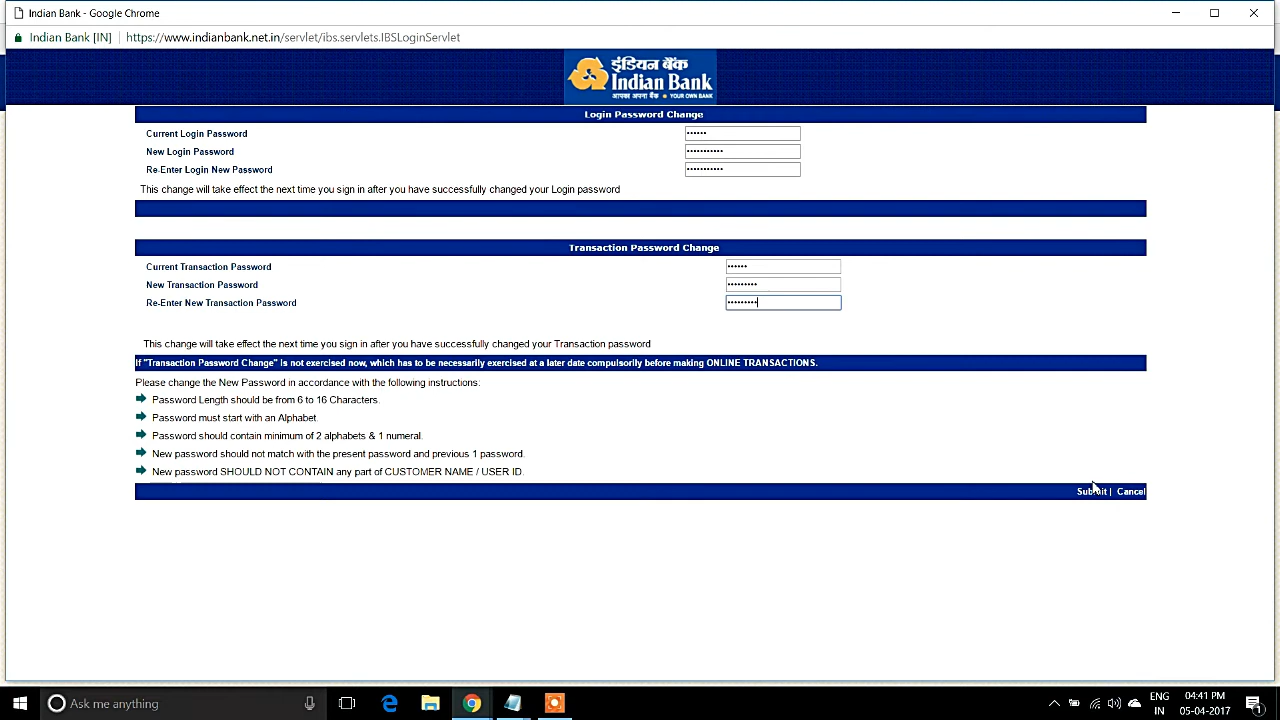 Indian Bank - Google Chrome
Indian Bank [IN] | https://www.indianbank.net.in/servlet/ibs.servlets.IBSLoginServlet
इंडियन बैंक
Indian Bank
आपका अपना बैंक YOUR OWN BANK
Login Password Change
Current Login Password ••••••
New Login Password •••••••••••
Re-Enter Login New Password •••••••••••
This change will take effect the next time you sign in after you have successfully changed your Login password
Transaction Password Change
Current Transaction Password ••••••
New Transaction Password •••••••••
Re-Enter New Transaction Password •••••••••
This change will take effect the next time you sign in after you have successfully changed your Transaction password
If "Transaction Password Change" is not exercised now, which has to be necessarily exercised at a later date compulsorily before making ONLINE TRANSACTIONS.
Please change the New Password in accordance with the following instructions:
Password Length should be from 6 to 16 Characters.
Password must start with an Alphabet.
Password should contain minimum of 2 alphabets & 1 numeral.
New password should not match with the present password and previous 1 password.
New password SHOULD NOT CONTAIN any part of CUSTOMER NAME / USER ID.
Submit | Cancel
Ask me anything
ENG 04:41 PM
IN 05-04-2017
1